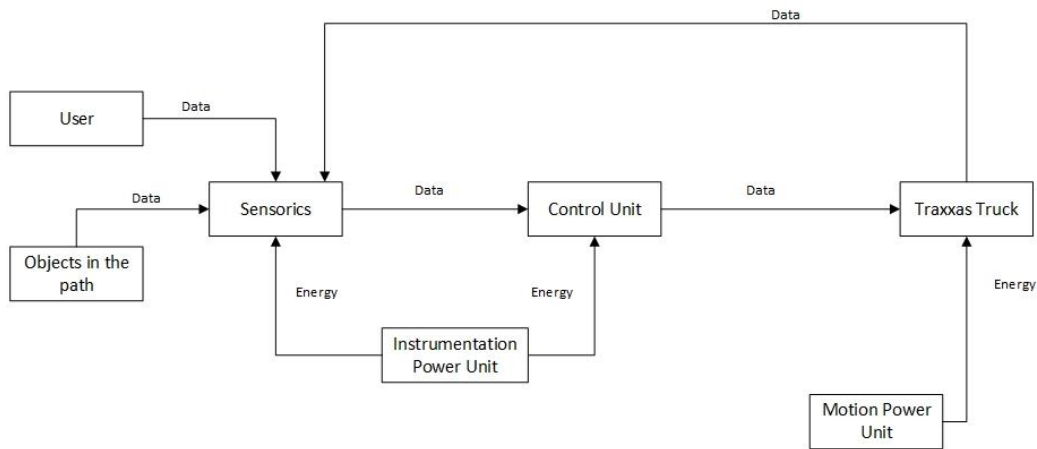 Data
User
Data
Data
Sensorics
Data
Control Unit
Data
Traxxas Truck
Objects in the
path
Energy
Energy
Energy
Instrumentation
Power Unit
Motion Power
Unit